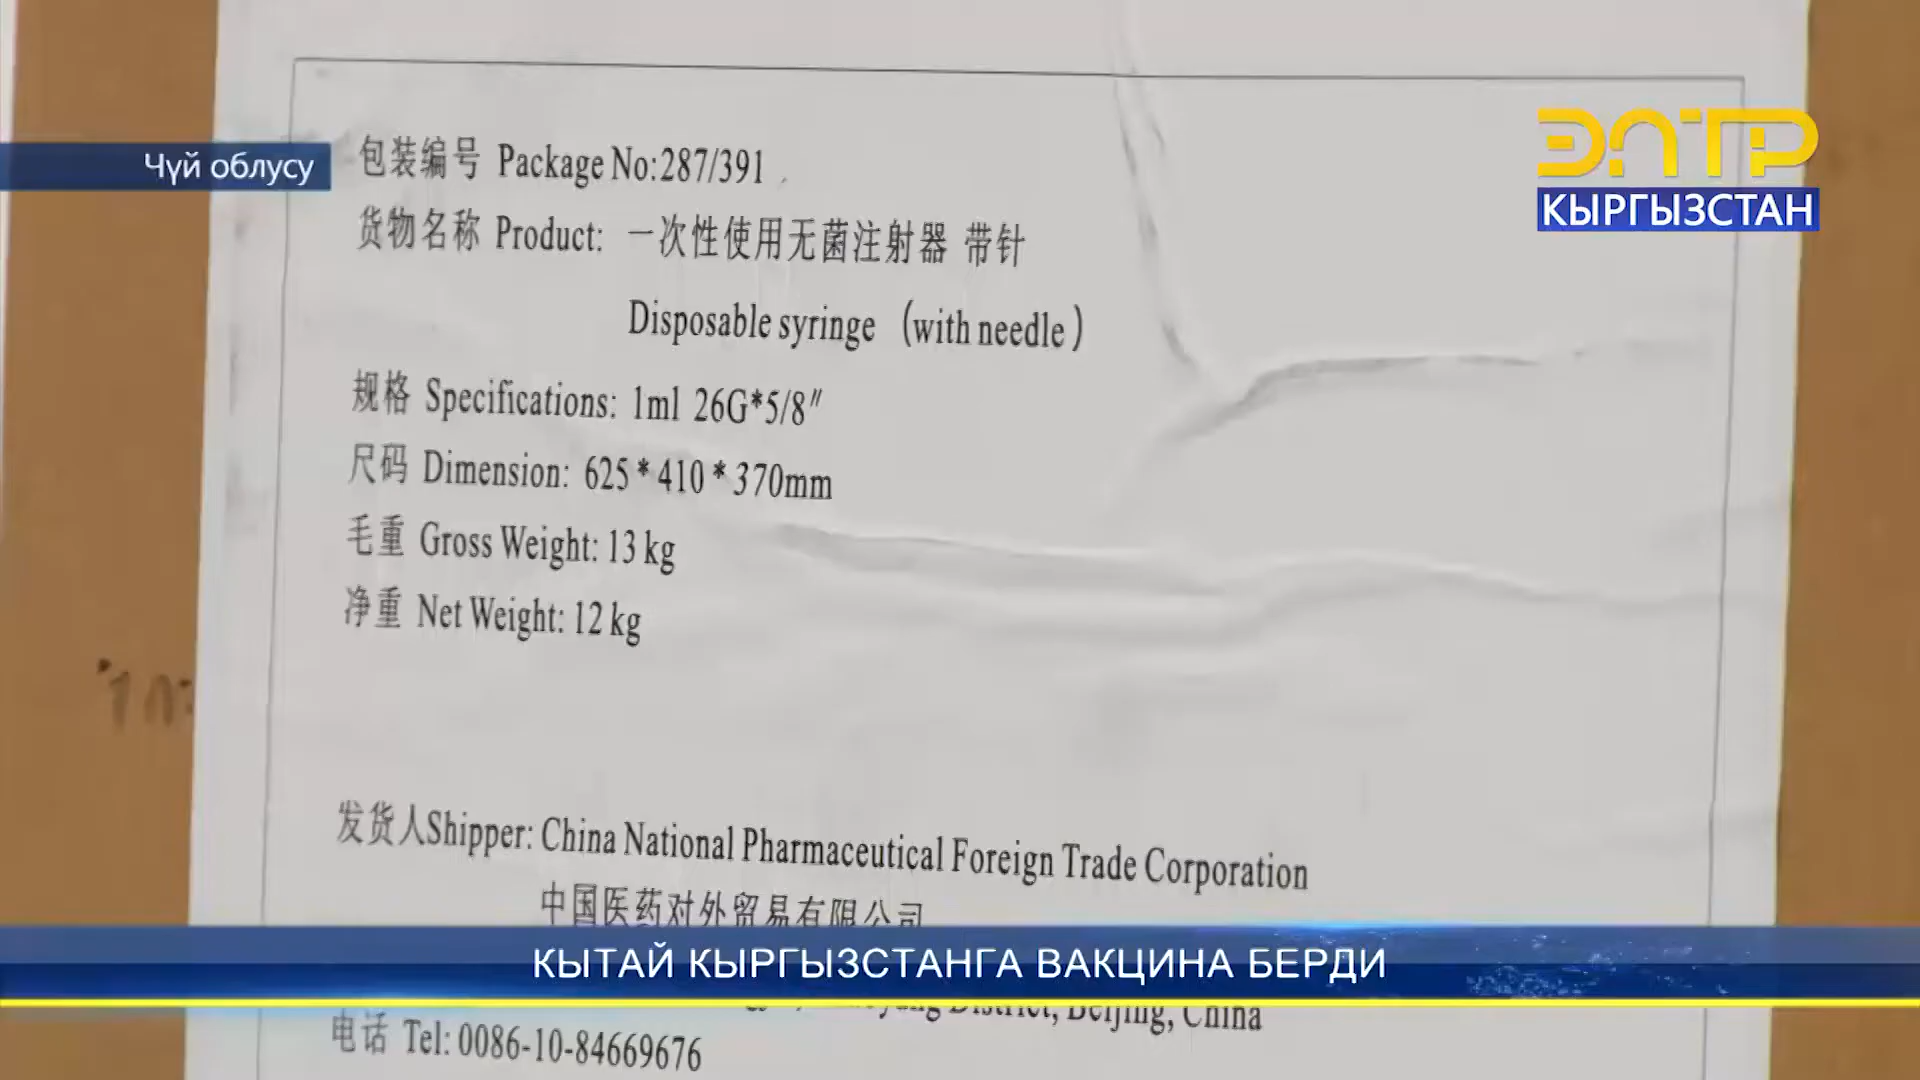 包装编号 Package No:287/391
货物名称 Product: 一次性使用无菌注射器 带针
Disposable syringe (with needle)
规格 Specifications: 1ml 26G*5/8″
尺码 Dimension: 625*410*370mm
毛重 Gross Weight: 13 kg
净重 Net Weight: 12 kg
发货人Shipper: China National Pharmaceutical Foreign Trade Corporation
中国医药对外贸易有限公司
District, Beijing, China
电话 Tel: 0086-10-84669676
Чүй облусу
ЭЛТР
КЫРГЫЗСТАН
КЫТАЙ КЫРГЫЗСТАНГА ВАКЦИНА БЕРДИ